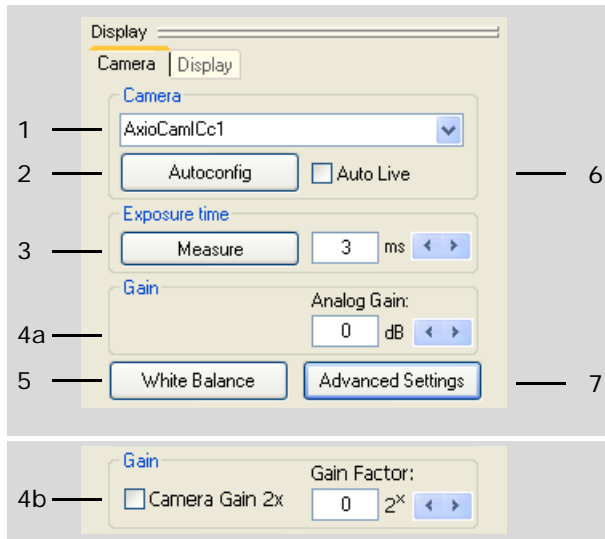 Display
Camera Display
Camera
1 AxioCamICc1
2 Autoconfig Auto Live 6
Exposure time
3 Measure 3 ms
Gain
Analog Gain:
4a 0 dB
5 White Balance Advanced Settings 7
Gain
Gain Factor:
4b Camera Gain 2x 0 2ˣ